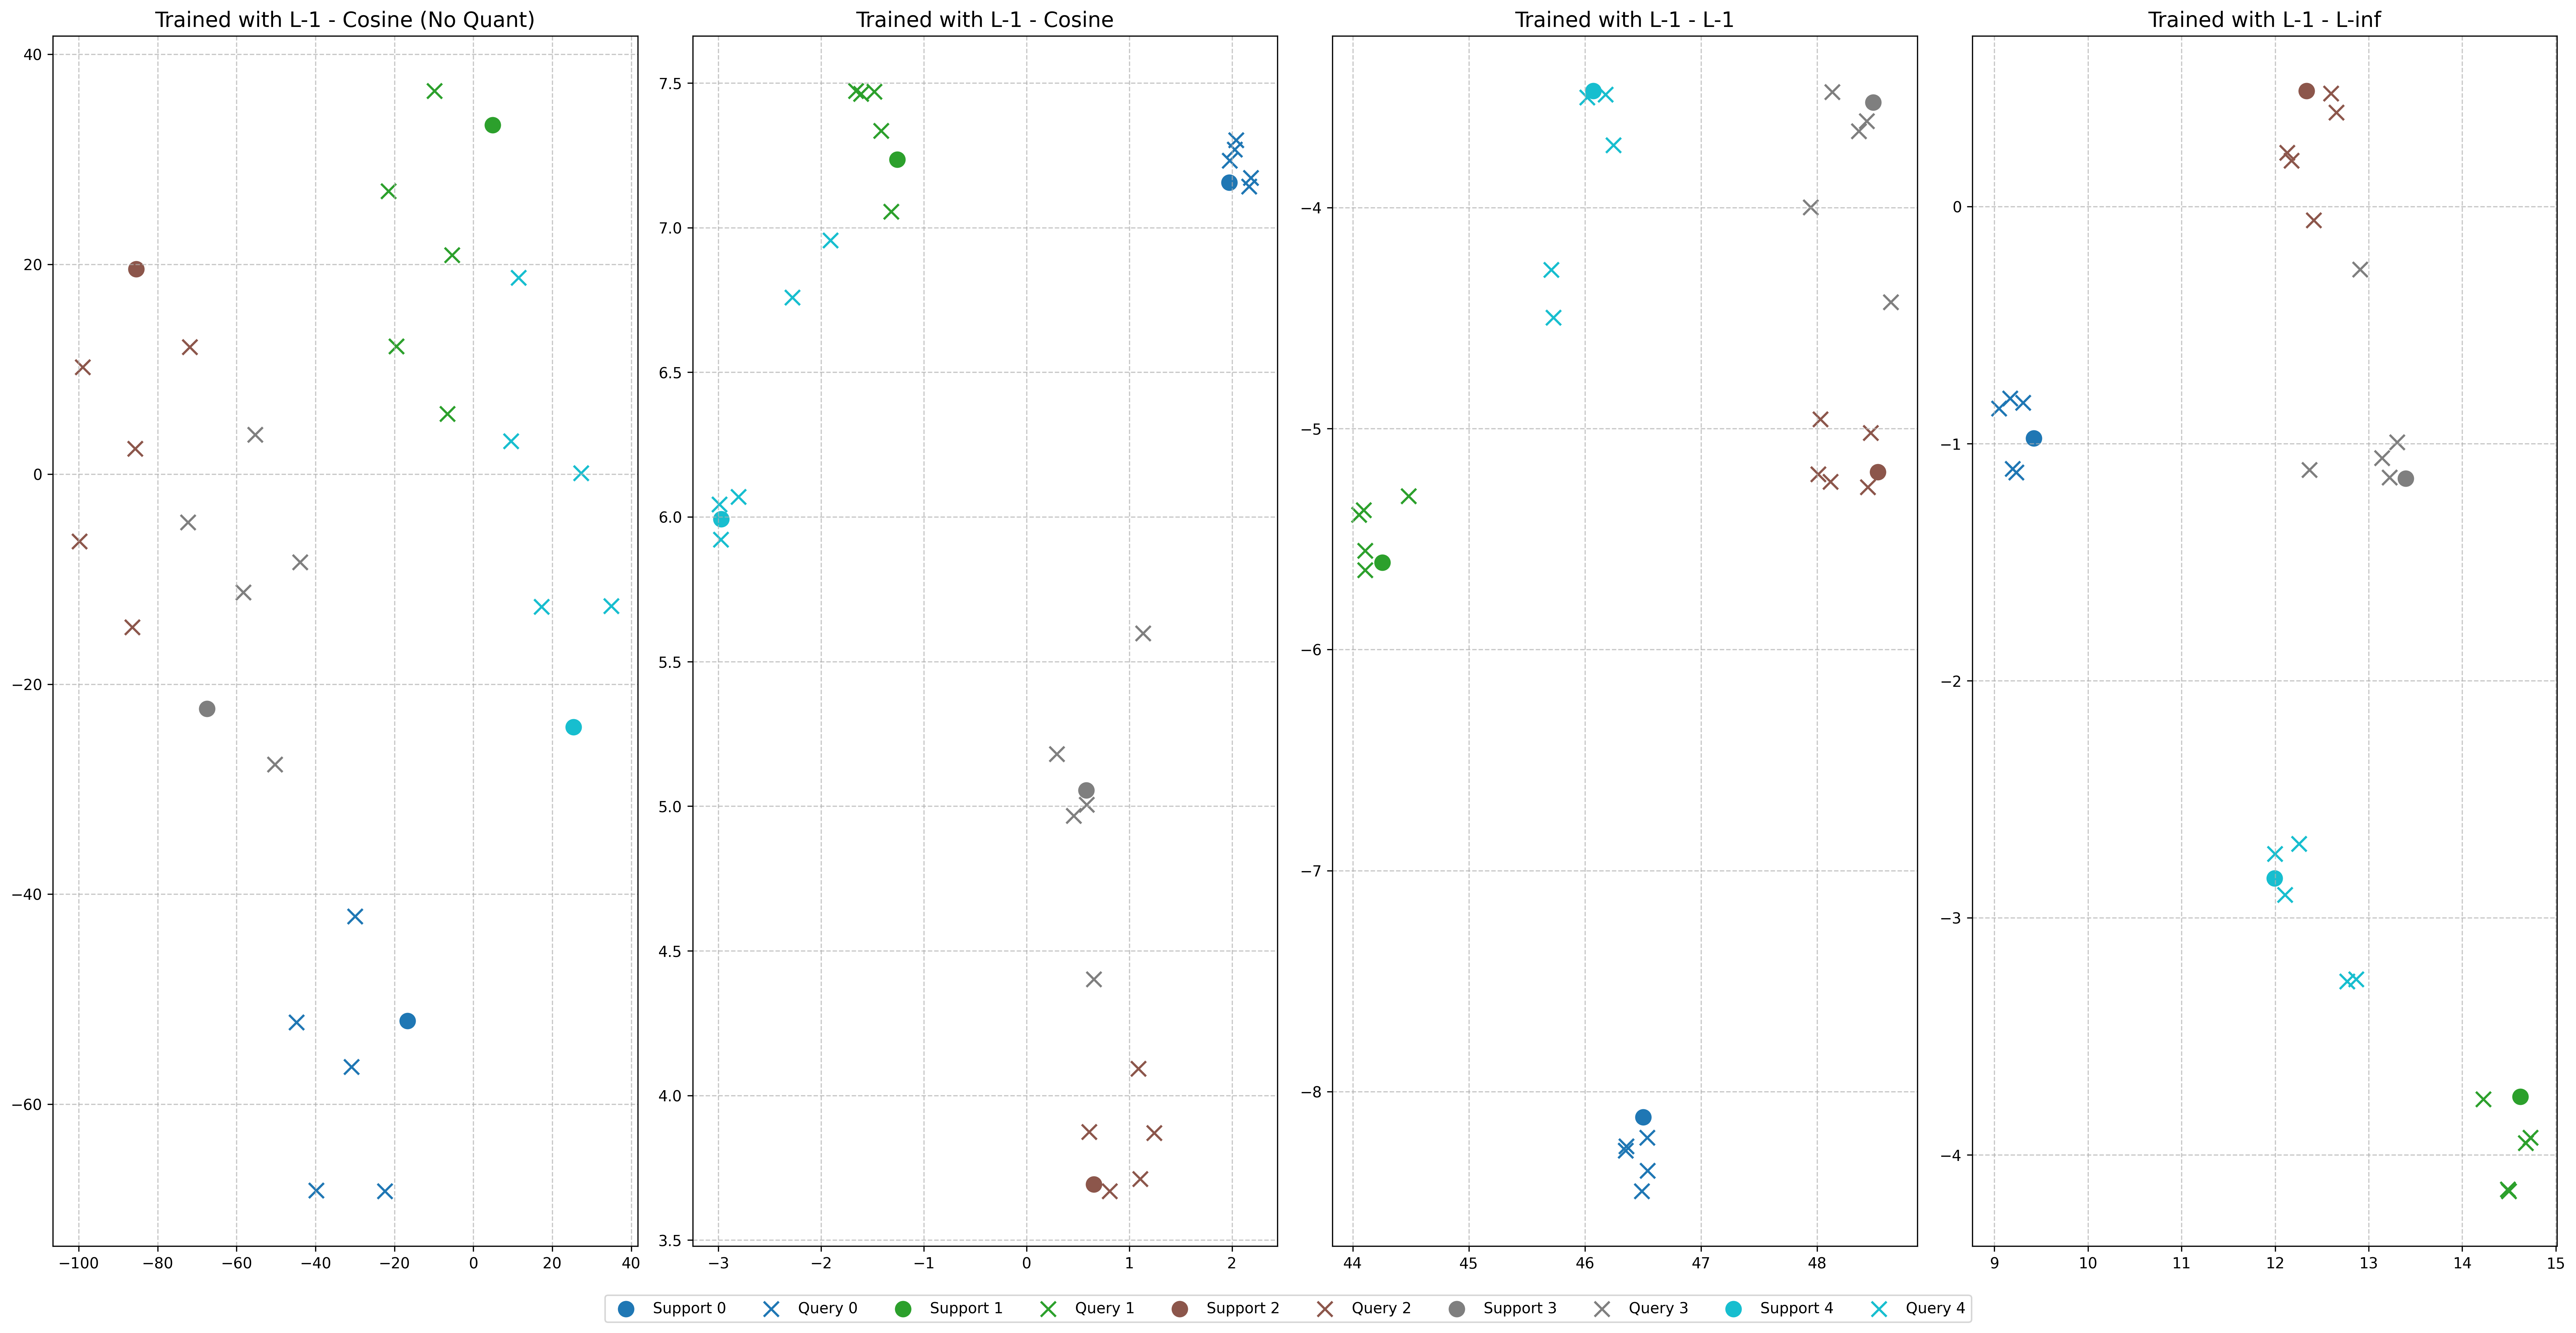 Trained with L-1 - Cosine (No Quant)
40
20
0
−20
−40
−60
−100 −80 −60 −40 −20 0 20 40
Trained with L-1 - Cosine
7.5
7.0
6.5
6.0
5.5
5.0
4.5
4.0
3.5
−3 −2 −1 0 1 2
Trained with L-1 - L-1
−4
−5
−6
−7
−8
44 45 46 47 48
Trained with L-1 - L-inf
0
−1
−2
−3
−4
9 10 11 12 13 14 15
Support 0 Query 0 Support 1 Query 1 Support 2 Query 2 Support 3 Query 3 Support 4 Query 4